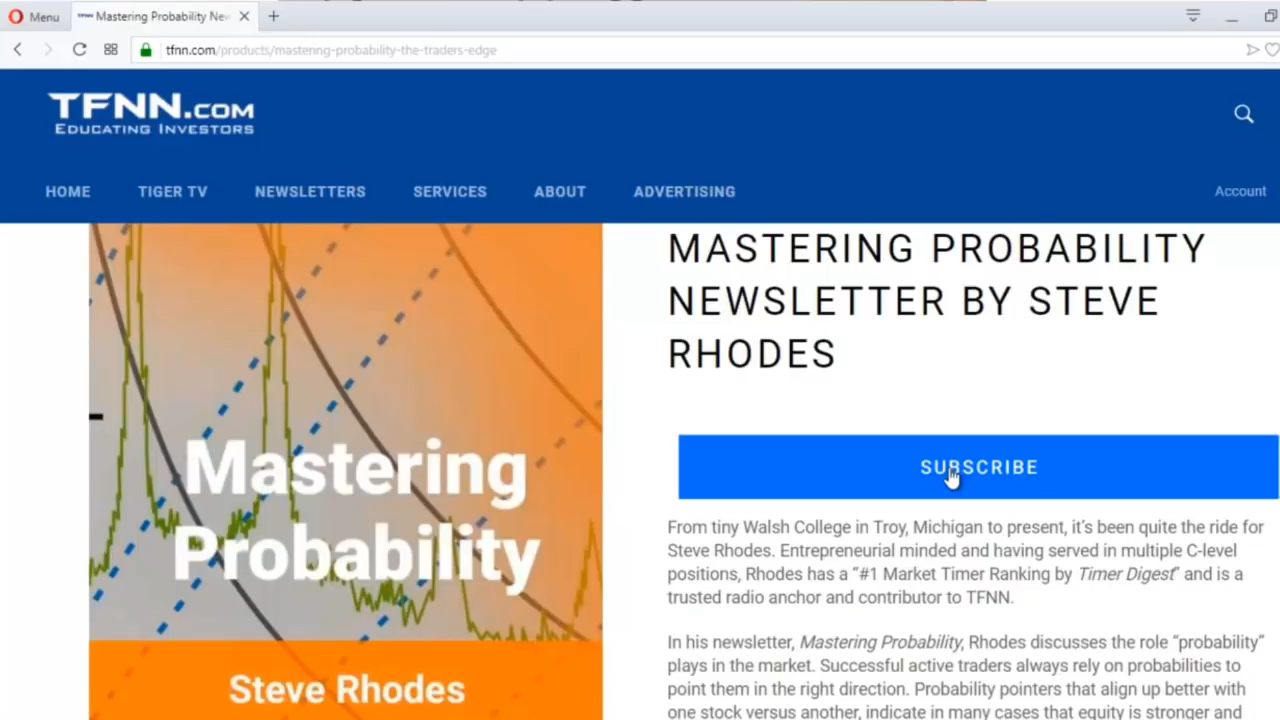 Menu
Mastering Probability New
tfnn.com/products/mastering-probability-the-traders-edge
TFNN.COM
EDUCATING INVESTORS
HOME TIGER TV NEWSLETTERS SERVICES ABOUT ADVERTISING Account
MASTERING PROBABILITY
NEWSLETTER BY STEVE
RHODES
Mastering
Probability
Steve Rhodes
SUBSCRIBE
From tiny Walsh College in Troy, Michigan to present, it's been quite the ride for
Steve Rhodes. Entrepreneurial minded and having served in multiple C-level
positions, Rhodes has a “#1 Market Timer Ranking by Timer Digest” and is a
trusted radio anchor and contributor to TFNN.
In his newsletter, Mastering Probability, Rhodes discusses the role “probability”
plays in the market. Successful active traders always rely on probabilities to
point them in the right direction. Probability pointers that align up better with
one stock versus another, indicate in many cases that equity is stronger and